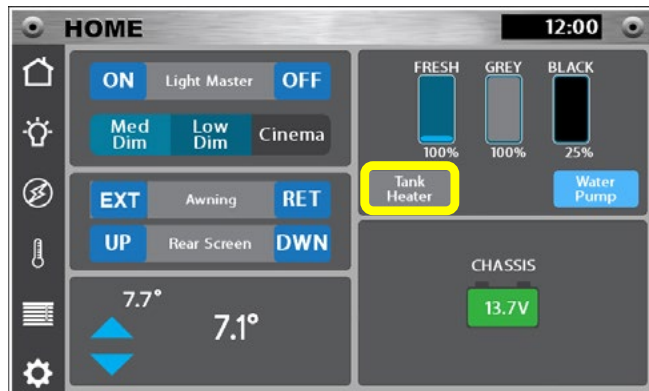 HOME
12:00
ON Light Master OFF
Med Dim
Low Dim
Cinema
EXT Awning RET
UP Rear Screen DWN
7.7°
7.1°
FRESH GREY BLACK
100% 100% 25%
Tank
Heater
Water
Pump
CHASSIS
13.7V